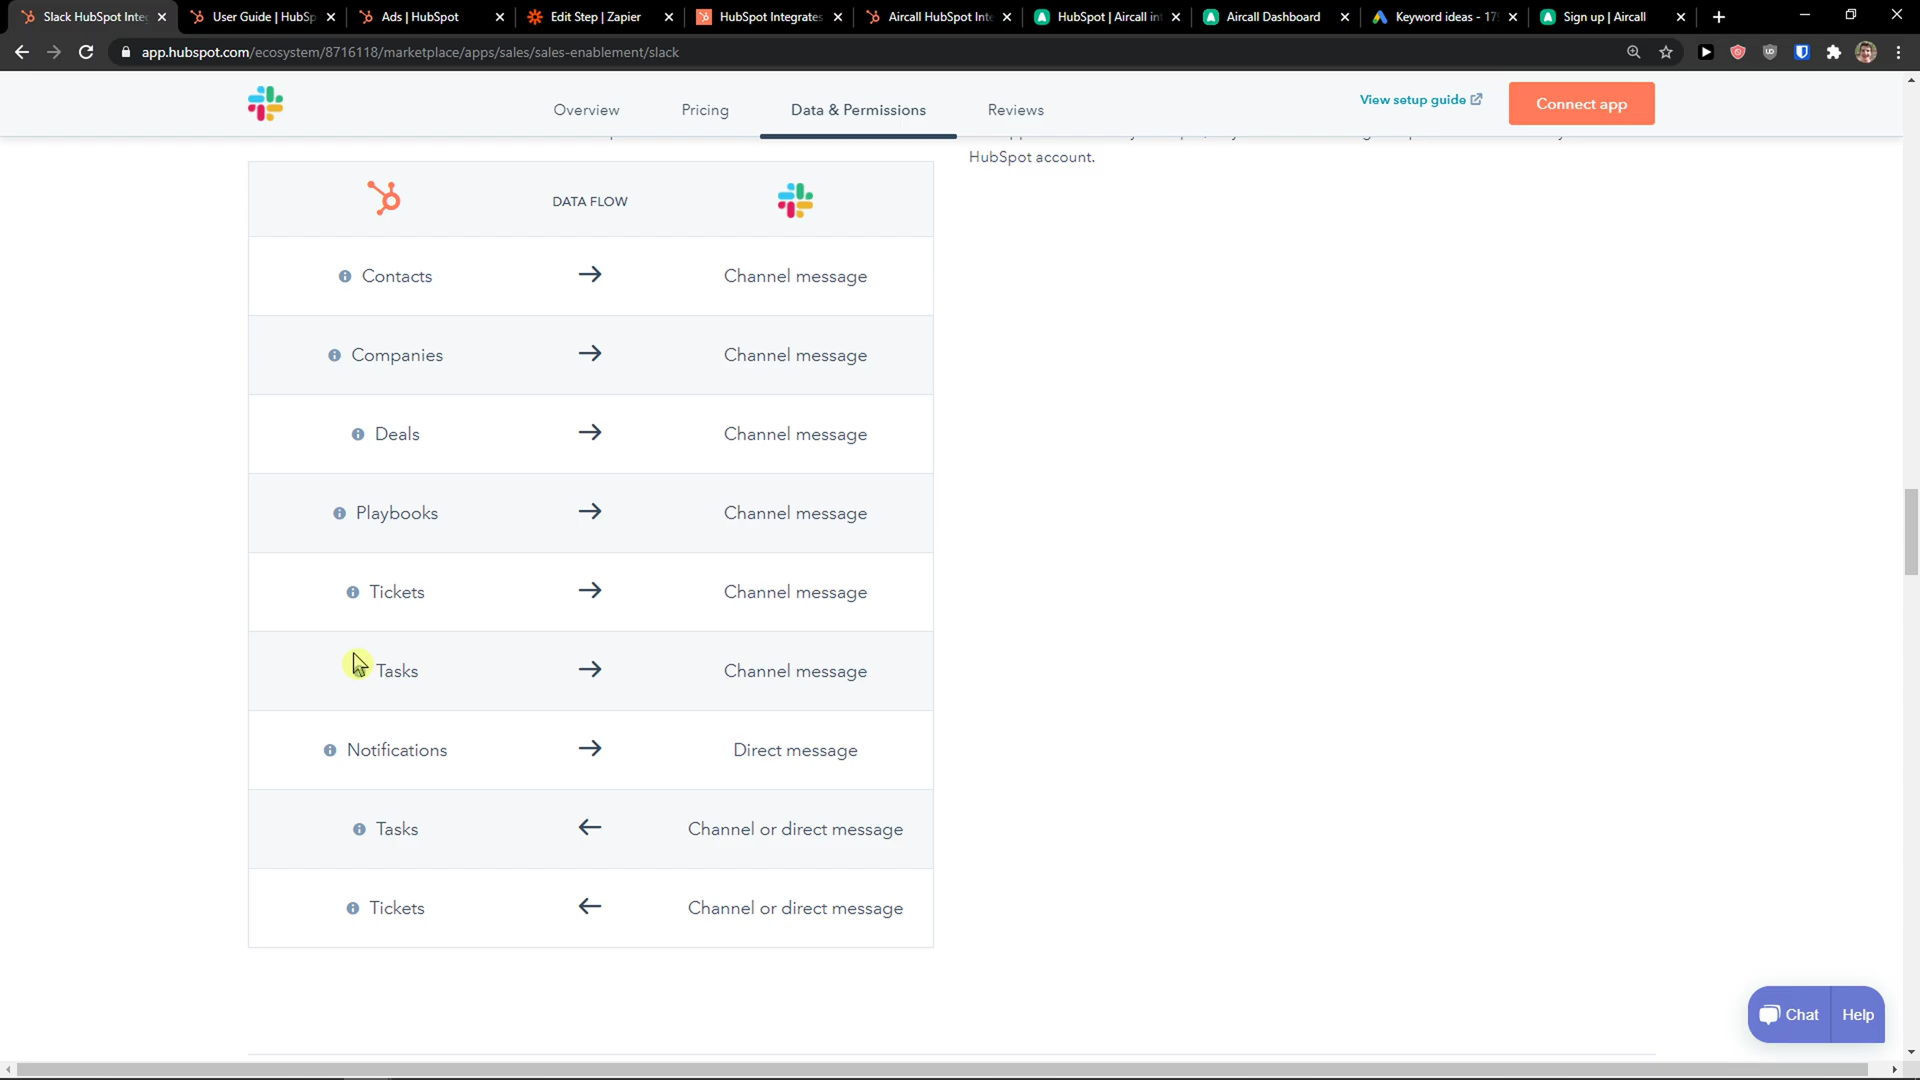 Slack HubSpot Inte
User Guide | HubSp
Ads | HubSpot
Edit Step | Zapier
HubSpot Integrates
Aircall HubSpot Int
HubSpot | Aircall in
Aircall Dashboard
Keyword ideas - 17
Sign up | Aircall
app.hubspot.com/ecosystem/8716118/marketplace/apps/sales/sales-enablement/slack
Overview
Pricing
Data & Permissions
Reviews
View setup guide
Connect app
HubSpot account.
DATA FLOW
Contacts → Channel message
Companies → Channel message
Deals → Channel message
Playbooks → Channel message
Tickets → Channel message
Tasks → Channel message
Notifications → Direct message
Tasks ← Channel or direct message
Tickets ← Channel or direct message
Chat
Help